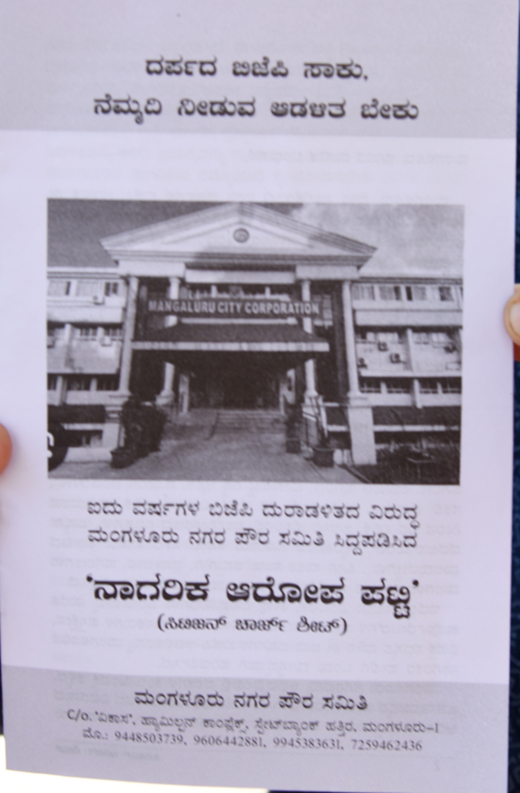 ದರ್ಪದ ಬಿಜೆಪಿ ಸಾಕು,
ನೆಮ್ಮದಿ ನೀಡುವ ಆಡಳಿತ ಬೇಕು
MANGALURU CITY CORPORATION
ಐದು ವರ್ಷಗಳ ಬಿಜೆಪಿ ದುರಾಡಳಿತದ ವಿರುದ್ಧ
ಮಂಗಳೂರು ನಗರ ಪೌರ ಸಮಿತಿ ಸಿದ್ದಪಡಿಸಿದ
'ನಾಗರಿಕ ಆರೋಪ ಪಟ್ಟಿ'
(ಸಿಟಿಜನ್ ಚಾರ್ಜ್ ಶೀಟ್)
ಮಂಗಳೂರು ನಗರ ಪೌರ ಸಮಿತಿ
C/o. 'ವಿಕಾಸ', ಹ್ಯಾಮಿಲ್ಟನ್ ಕಾಂಪ್ಲೆಕ್ಸ್, ಸ್ಟೇಟ್‌ಬ್ಯಾಂಕ್ ಹತ್ತಿರ, ಮಂಗಳೂರು-1
ಮೊ.: 9448503739, 9606442881, 9945383631, 7259462436